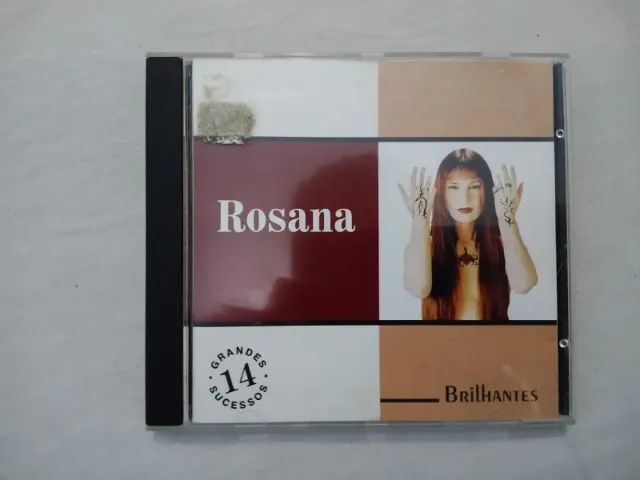 Rosana
GRANDES
14
SUCESSOS
BRILHANTES